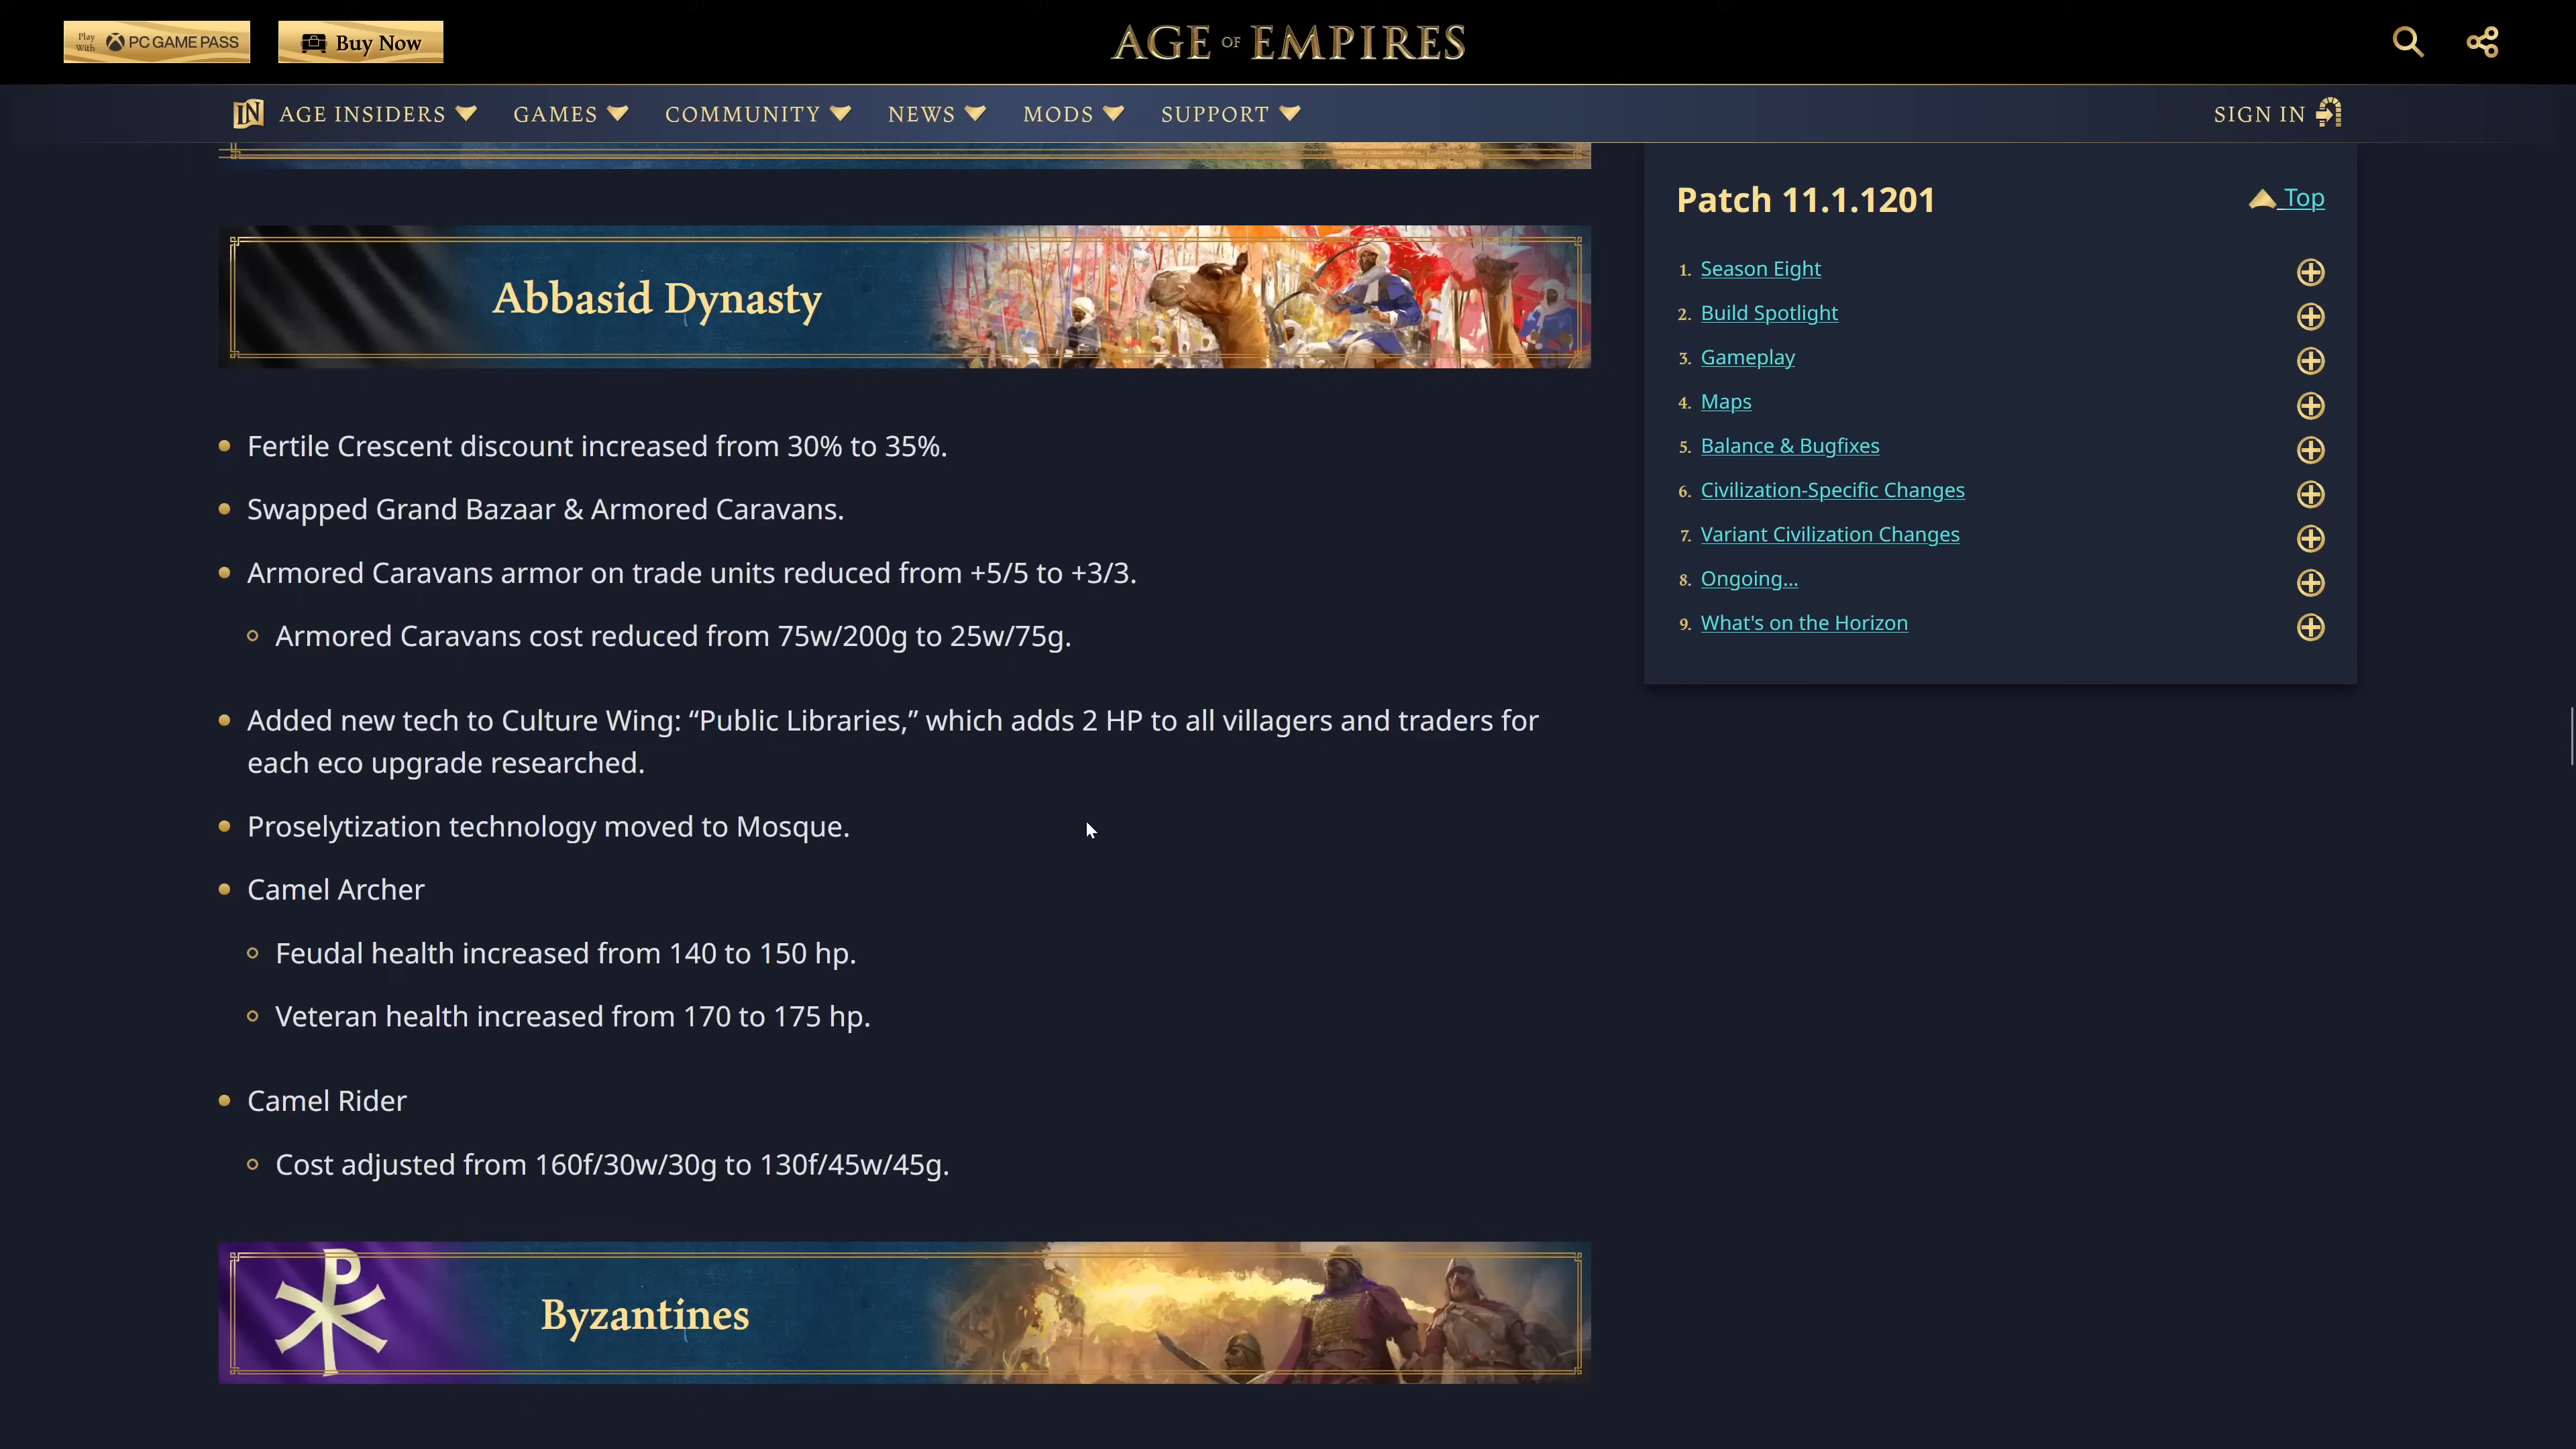 Play With PC GAME PASS
Buy Now
AGE OF EMPIRES
IN AGE INSIDERS GAMES COMMUNITY NEWS MODS SUPPORT SIGN IN
Abbasid Dynasty
Fertile Crescent discount increased from 30% to 35%.
Swapped Grand Bazaar & Armored Caravans.
Armored Caravans armor on trade units reduced from +5/5 to +3/3.
Armored Caravans cost reduced from 75w/200g to 25w/75g.
Added new tech to Culture Wing: “Public Libraries,” which adds 2 HP to all villagers and traders for
each eco upgrade researched.
Proselytization technology moved to Mosque.
Camel Archer
Feudal health increased from 140 to 150 hp.
Veteran health increased from 170 to 175 hp.
Camel Rider
Cost adjusted from 160f/30w/30g to 130f/45w/45g.
Byzantines
Patch 11.1.1201
Top
1. Season Eight
2. Build Spotlight
3. Gameplay
4. Maps
5. Balance & Bugfixes
6. Civilization-Specific Changes
7. Variant Civilization Changes
8. Ongoing...
9. What's on the Horizon